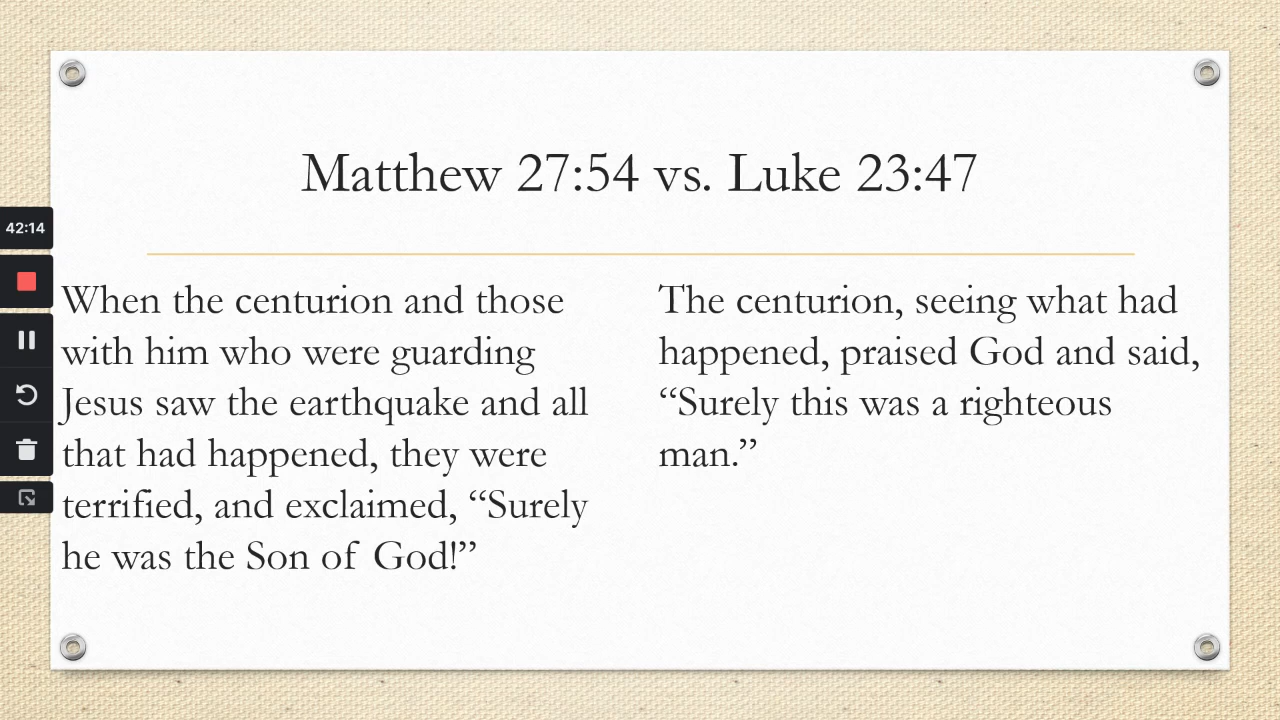 Matthew 27:54 vs. Luke 23:47
42:14
When the centurion and those
with him who were guarding
Jesus saw the earthquake and all
that had happened, they were
terrified, and exclaimed, “Surely
he was the Son of God!”
The centurion, seeing what had
happened, praised God and said,
“Surely this was a righteous
man.”